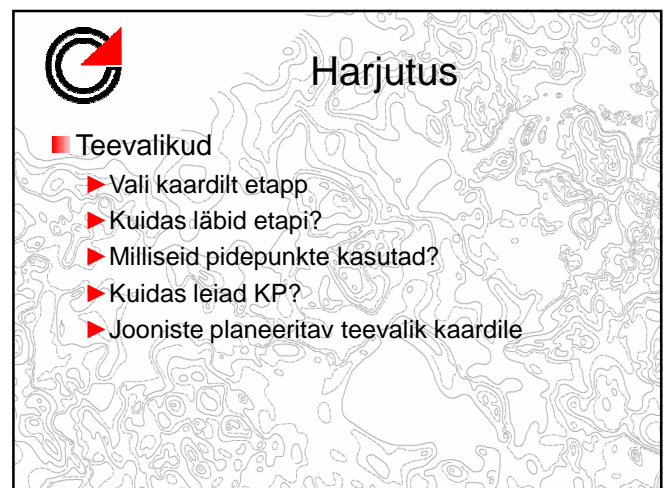 Harjutus
Teevalikud
Vali kaardilt etapp
Kuidas läbid etapi?
Milliseid pidepunkte kasutad?
Kuidas leiad KP?
Jooniste planeeritav teevalik kaardile